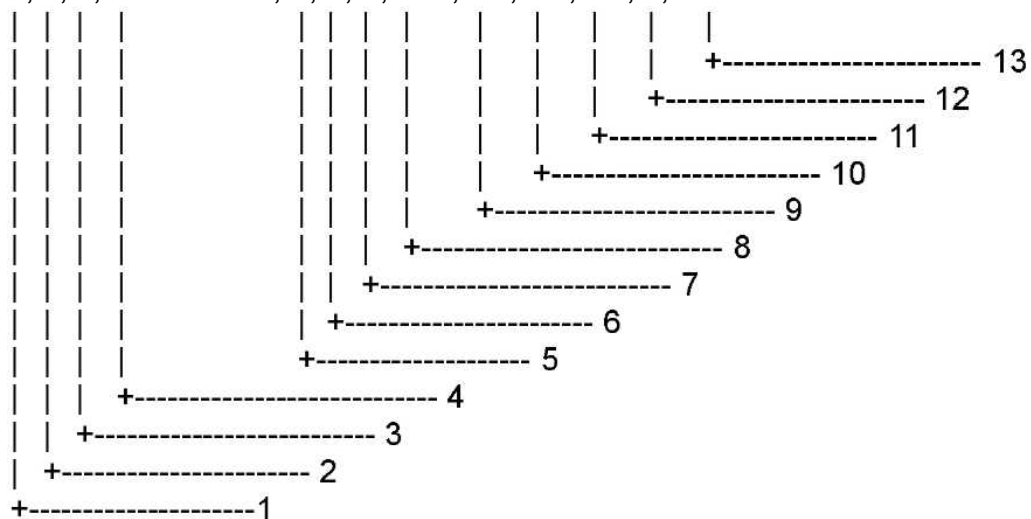 | | | | | | | | | | | | |
| | | | | | | | | | | | +------------------------ 13
| | | | | | | | | | | +------------------------ 12
| | | | | | | | | | +-------------------------- 11
| | | | | | | | | +-------------------------- 10
| | | | | | | | +-------------------------- 9
| | | | | | | +---------------------------- 8
| | | | | | +---------------------------- 7
| | | | | +----------------------- 6
| | | | +-------------------- 5
| | | +---------------------------- 4
| | +-------------------------- 3
| +------------------------ 2
+---------------------1